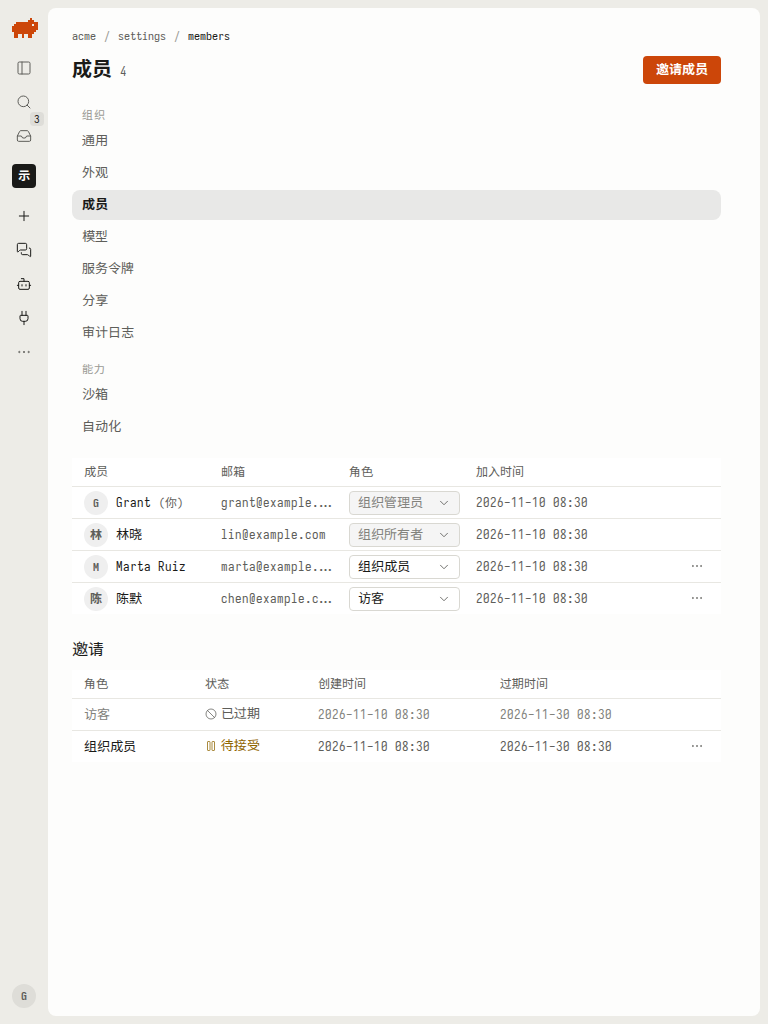 acme / settings / members
成员 4
邀请成员
3
示
组织
通用
外观
成员
模型
服务令牌
分享
审计日志
能力
沙箱
自动化
成员 邮箱 角色 加入时间
G Grant (你) grant@example.... 组织管理员 2026-11-10 08:30
林 林晓 lin@example.com 组织所有者 2026-11-10 08:30
M Marta Ruiz marta@example.... 组织成员 2026-11-10 08:30
陈 陈默 chen@example.c... 访客 2026-11-10 08:30
邀请
角色 状态 创建时间 过期时间
访客 已过期 2026-11-10 08:30 2026-11-30 08:30
组织成员 待接受 2026-11-10 08:30 2026-11-30 08:30
G